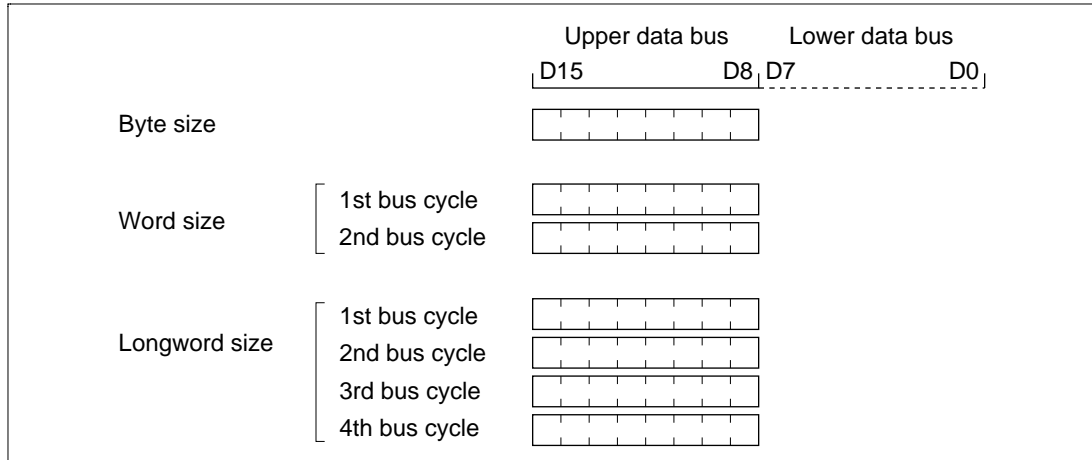 Upper data bus Lower data bus
D15 D8 D7 D0
Byte size
Word size
1st bus cycle
2nd bus cycle
Longword size
1st bus cycle
2nd bus cycle
3rd bus cycle
4th bus cycle